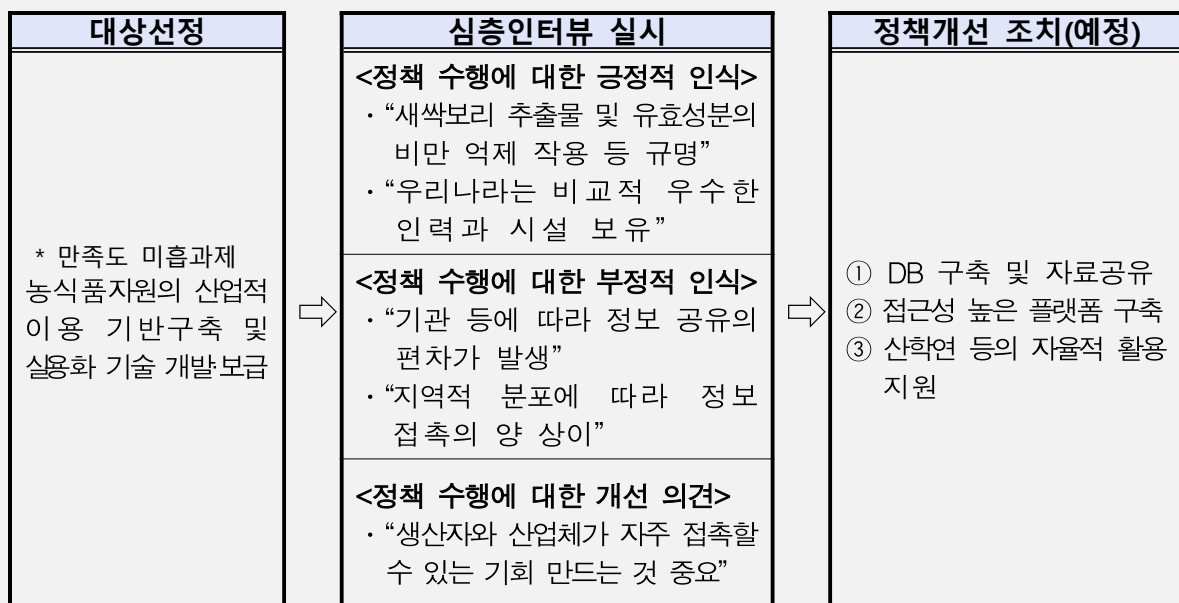 대상선정
* 만족도 미흡과제
농식품자원의 산업적
이용 기반구축 및
실용화 기술 개발·보급
⇨
심층인터뷰 실시
<정책 수행에 대한 긍정적 인식>
· “새싹보리 추출물 및 유효성분의
비만 억제 작용 등 규명”
· “우리나라는 비교적 우수한
인력과 시설 보유”
<정책 수행에 대한 부정적 인식>
· “기관 등에 따라 정보 공유의
편차가 발생”
· “지역적 분포에 따라 정보
접촉의 양 상이”
<정책 수행에 대한 개선 의견>
· “생산자와 산업체가 자주 접촉할
수 있는 기회 만드는 것 중요”
⇨
정책개선 조치(예정)
① DB 구축 및 자료공유
② 접근성 높은 플랫폼 구축
③ 산학연 등의 자율적 활용
지원